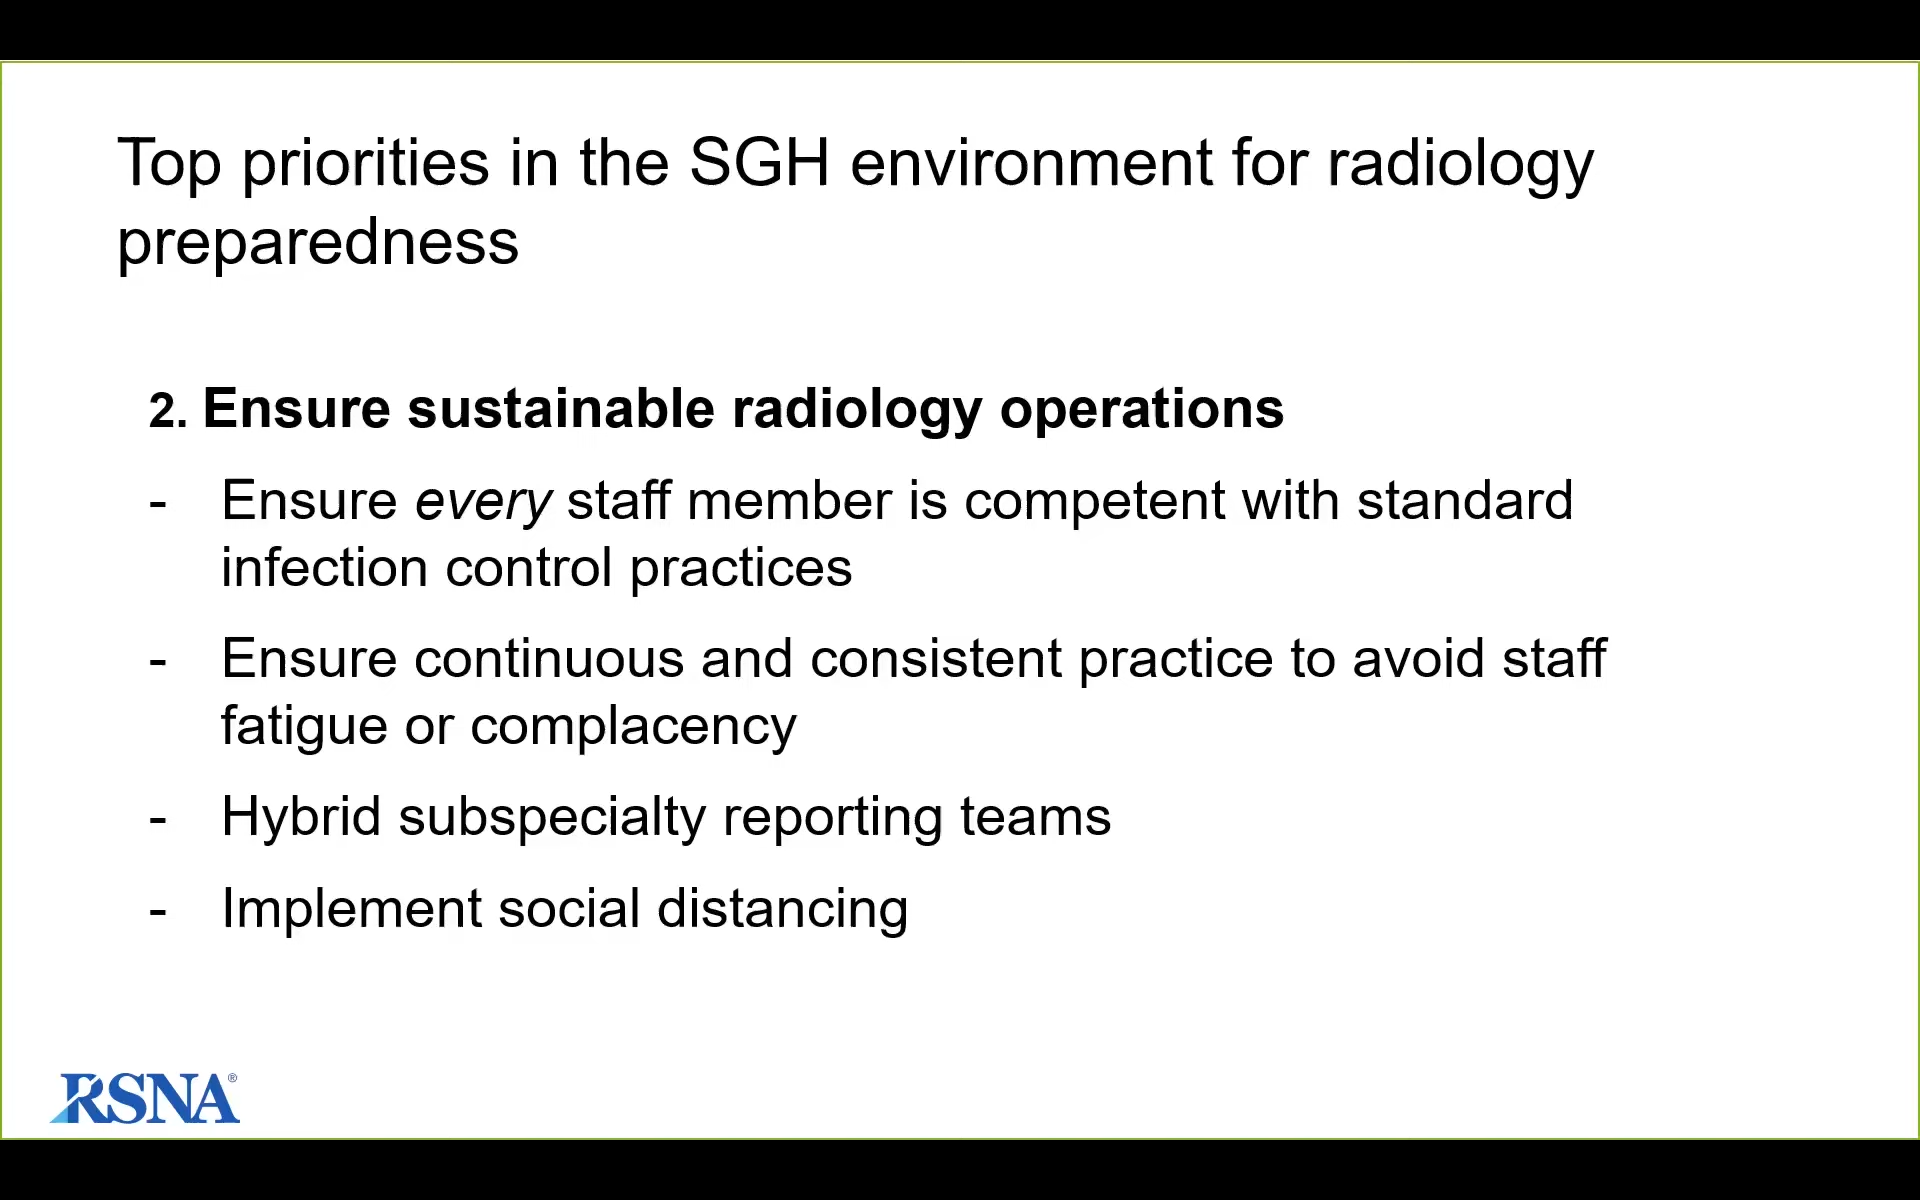 Top priorities in the SGH environment for radiology
preparedness
2. Ensure sustainable radiology operations
- Ensure every staff member is competent with standard
infection control practices
- Ensure continuous and consistent practice to avoid staff
fatigue or complacency
- Hybrid subspecialty reporting teams
- Implement social distancing
RSNA®